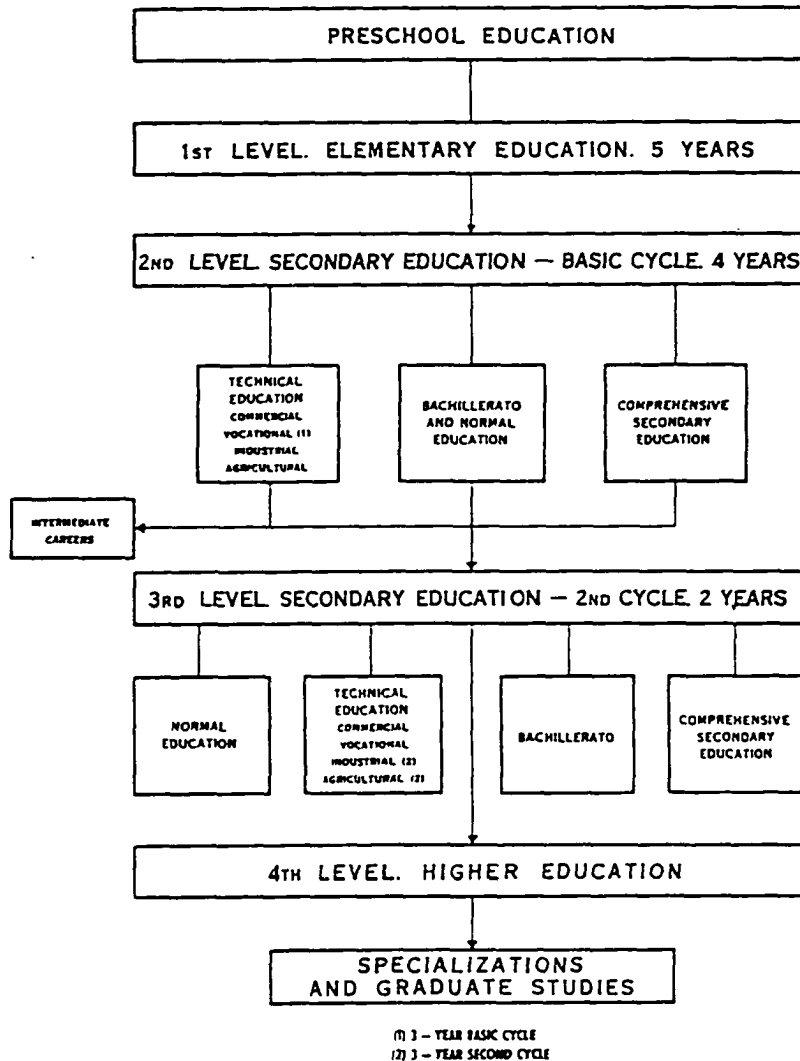 PRESCHOOL EDUCATION
1ST LEVEL. ELEMENTARY EDUCATION. 5 YEARS
2ND LEVEL. SECONDARY EDUCATION — BASIC CYCLE. 4 YEARS
TECHNICAL
EDUCATION
COMMERCIAL
VOCATIONAL (1)
INDUSTRIAL
AGRICULTURAL
BACHILLERATO
AND NORMAL
EDUCATION
COMPREHENSIVE
SECONDARY
EDUCATION
INTERMEDIATE
CAREERS
3RD LEVEL. SECONDARY EDUCATION — 2ND CYCLE. 2 YEARS
NORMAL
EDUCATION
TECHNICAL
EDUCATION
COMMERCIAL
VOCATIONAL
INDUSTRIAL (2)
AGRICULTURAL (2)
BACHILLERATO
COMPREHENSIVE
SECONDARY
EDUCATION
4TH LEVEL. HIGHER EDUCATION
SPECIALIZATIONS
AND GRADUATE STUDIES
(1) 3 — YEAR BASIC CYCLE
(2) 3 — YEAR SECOND CYCLE